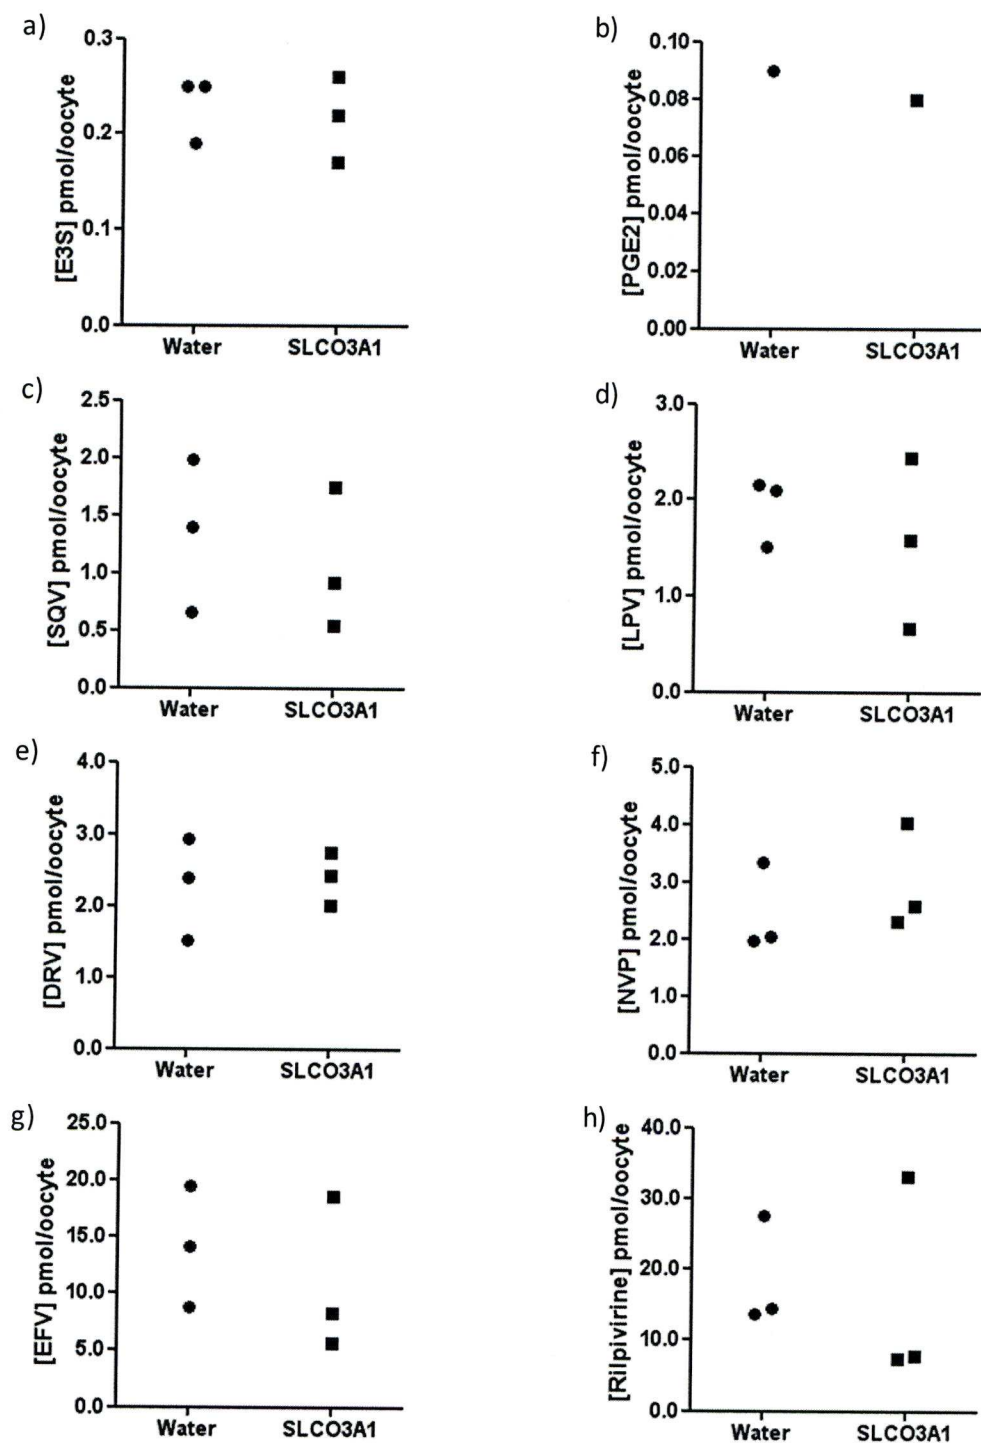 a)
[E3S] pmol/oocyte
0.3
0.2
0.1
0.0
Water SLCO3A1
b)
[PGE2] pmol/oocyte
0.10
0.08
0.06
0.04
0.02
0.00
Water SLCO3A1
c)
[SQV] pmol/oocyte
2.5
2.0
1.5
1.0
0.5
0.0
Water SLCO3A1
d)
[LPV] pmol/oocyte
3.0
2.0
1.0
0.0
Water SLCO3A1
e)
[DRV] pmol/oocyte
4.0
3.0
2.0
1.0
0.0
Water SLCO3A1
f)
[NVP] pmol/oocyte
5.0
4.0
3.0
2.0
1.0
0.0
Water SLCO3A1
g)
[EFV] pmol/oocyte
25.0
20.0
15.0
10.0
5.0
0.0
Water SLCO3A1
h)
[Rilpivirine] pmol/oocyte
40.0
30.0
20.0
10.0
0.0
Water SLCO3A1